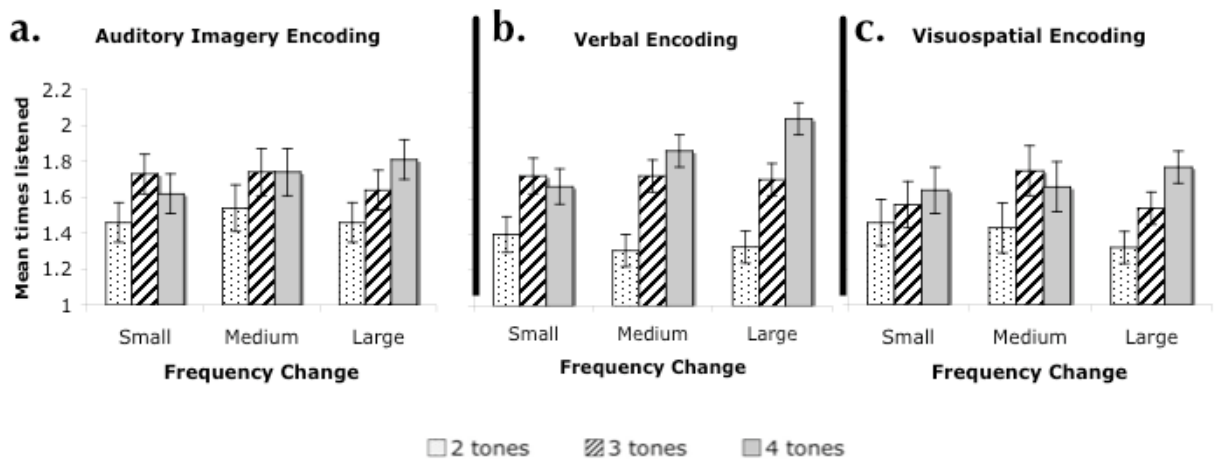 a. Auditory Imagery Encoding
b. Verbal Encoding
c. Visuospatial Encoding
Mean times listened
2.2
2
1.8
1.6
1.4
1.2
1
Small Medium Large
Small Medium Large
Small Medium Large
Frequency Change
Frequency Change
Frequency Change
2 tones 3 tones 4 tones